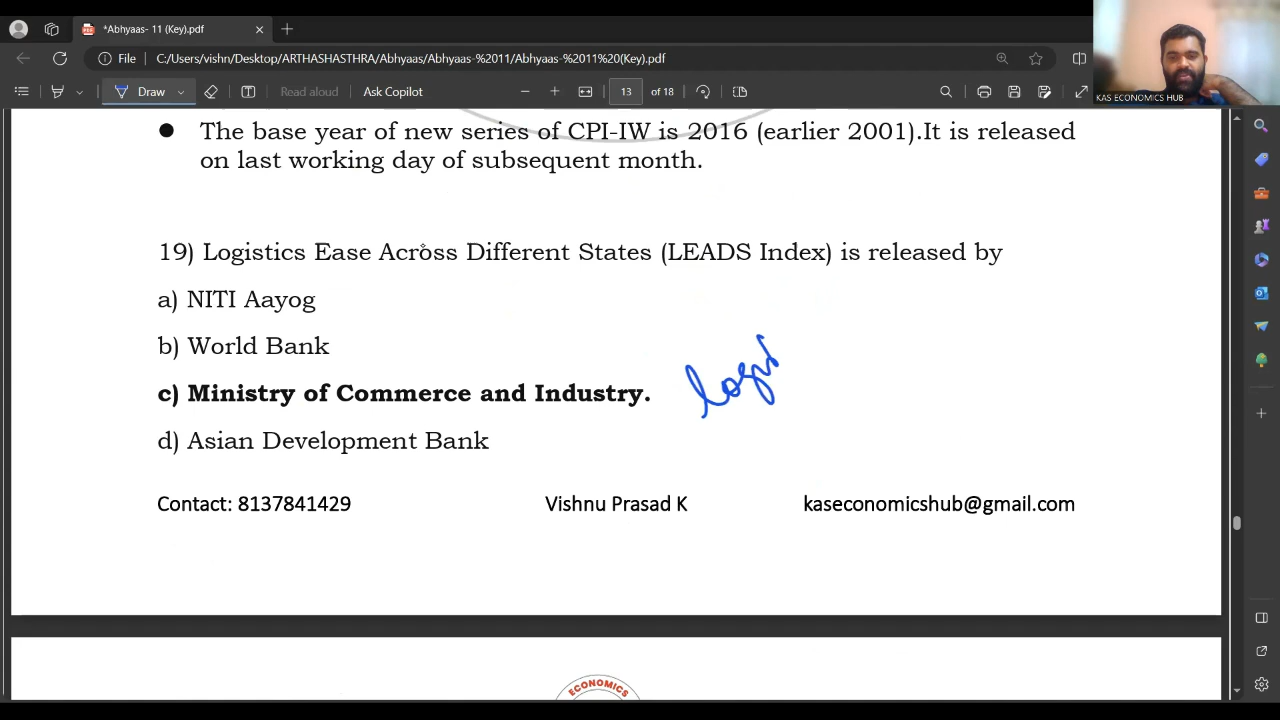 *Abhyaas- 11 (Key).pdf
File C:/Users/vishn/Desktop/ARTHASHASTHRA/Abhyaas/Abhyaas-%2011/Abhyaas-%2011%20(Key).pdf
Draw Read aloud Ask Copilot 13 of 18
KAS ECONOMICS HUB
● The base year of new series of CPI-IW is 2016 (earlier 2001).It is released
on last working day of subsequent month.
19) Logistics Ease Across Different States (LEADS Index) is released by
a) NITI Aayog
b) World Bank
c) Ministry of Commerce and Industry.
d) Asian Development Bank
Contact: 8137841429 Vishnu Prasad K kaseconomicshub@gmail.com
ECONOMICS